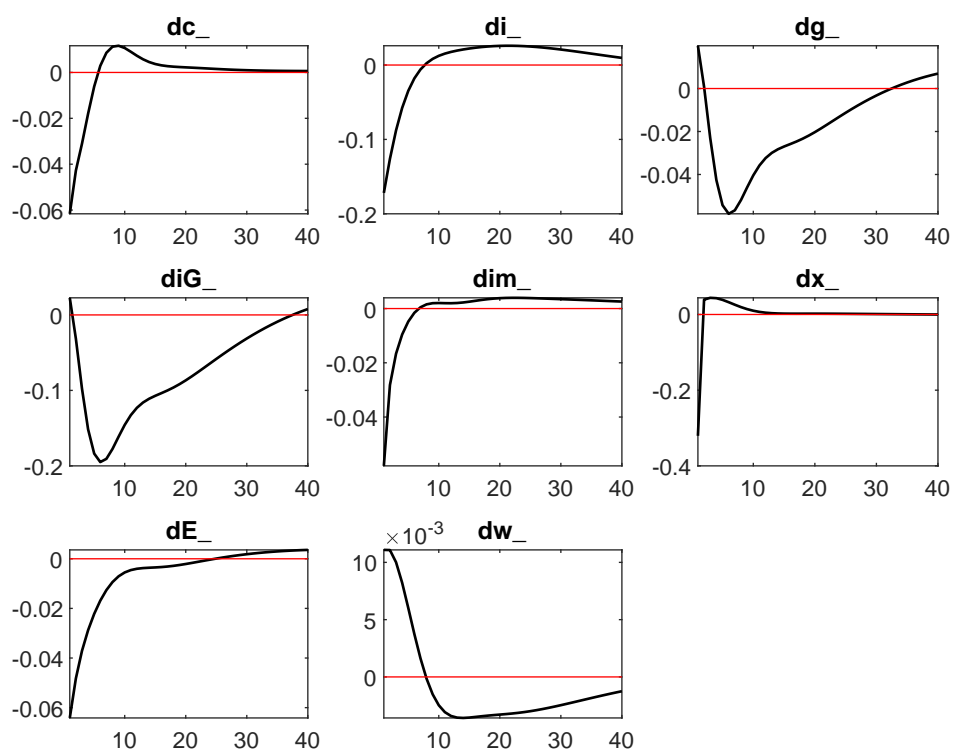 dc_ di_ dg_
0 -0.02 -0.04 -0.06 10 20 30 40
0 -0.1 -0.2 10 20 30 40
0 -0.02 -0.04 10 20 30 40
diG_ dim_ dx_
0 -0.1 -0.2 10 20 30 40
0 -0.02 -0.04 10 20 30 40
0 -0.2 -0.4 10 20 30 40
dE_ dw_
0 -0.02 -0.04 -0.06 10 20 30 40
×10⁻³ 10 5 0 10 20 30 40